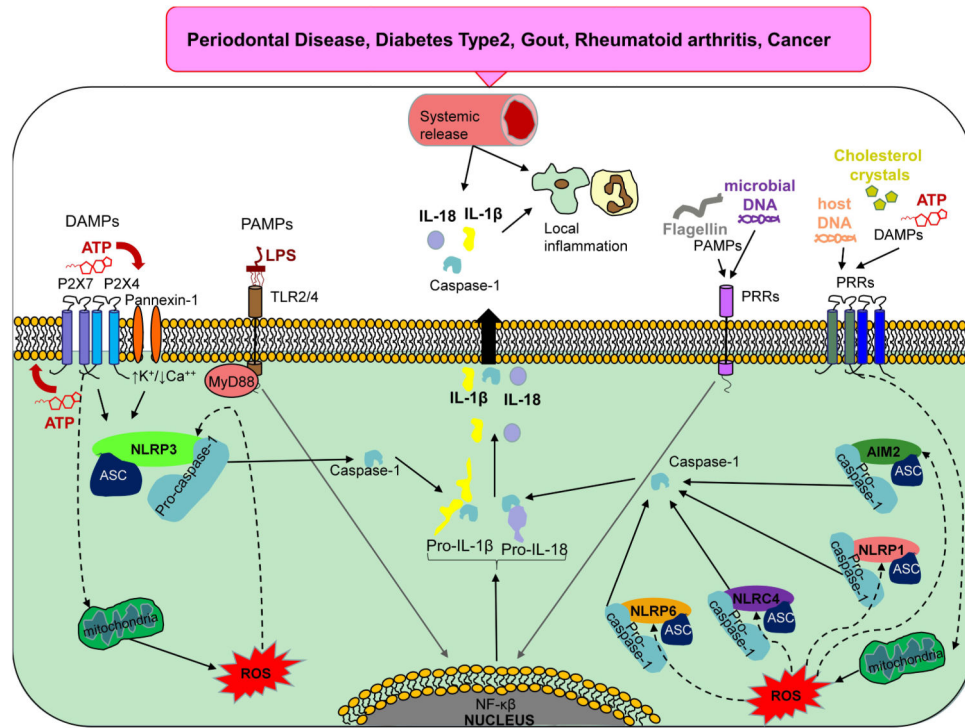 Periodontal Disease, Diabetes Type2, Gout, Rheumatoid arthritis, Cancer
Systemic
release
Cholesterol
crystals
microbial
DNA
host
DNA
ATP
DAMPs
DAMPs
ATP
PAMPs
LPS
IL-18 IL-1β
Local
inflammation
Flagellin
PAMPs
P2X7 P2X4
Pannexin-1
TLR2/4
Caspase-1
PRRs
PRRs
↑K+/↓Ca++
MyD88
ATP
IL-1β IL-18
NLRP3
ASC
Pro-caspase-1
Caspase-1
Caspase-1
AIM2
Pro-
caspase-1
ASC
Pro-IL-1β Pro-IL-18
NLRP1
Pro-
caspase-1
ASC
NLRP6
Pro-
caspase-1
ASC
NLRC4
Pro-
caspase-1
ASC
mitochondria
ROS
mitochondria
ROS
NF-κβ
NUCLEUS